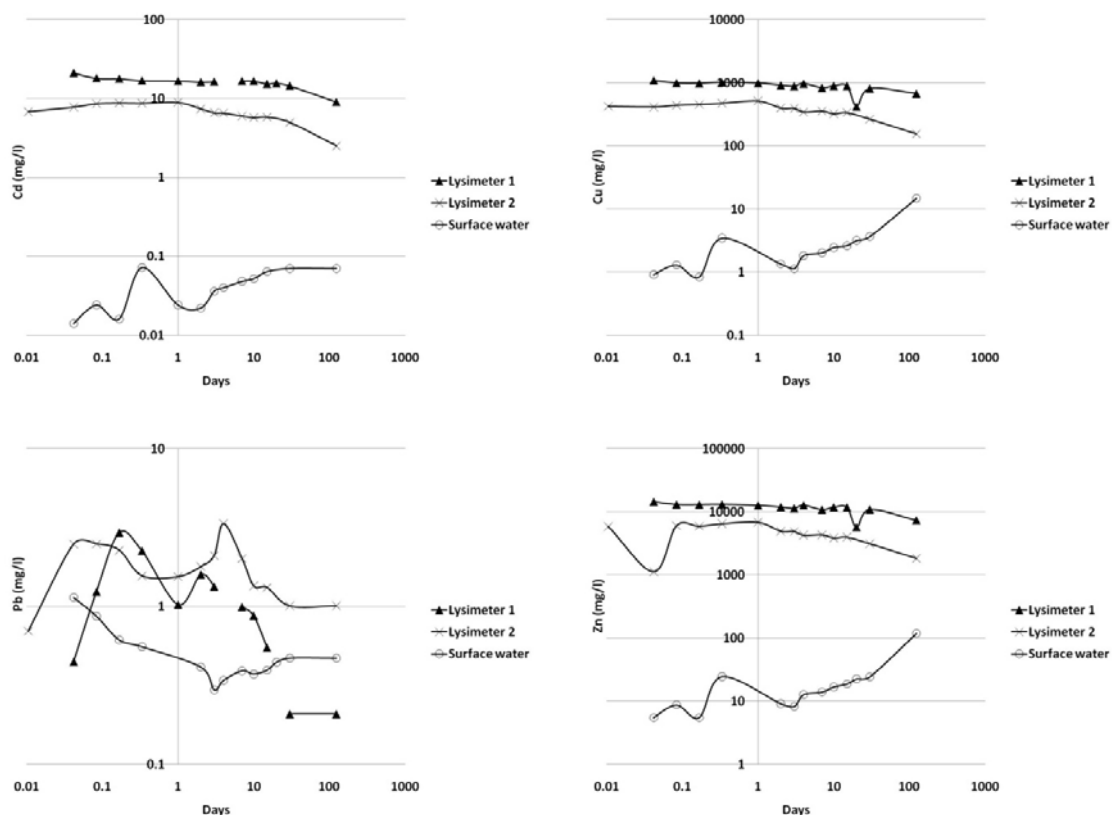 100
10
1
0.1
0.01
Cd (mg/l)
0.01 0.1 1 10 100 1000
Days
Lysimeter 1
Lysimeter 2
Surface water
10000
1000
100
10
1
0.1
Cu (mg/l)
0.01 0.1 1 10 100 1000
Days
Lysimeter 1
Lysimeter 2
Surface water
10
1
0.1
Pb (mg/l)
0.01 0.1 1 10 100 1000
Days
Lysimeter 1
Lysimeter 2
Surface water
100000
10000
1000
100
10
1
Zn (mg/l)
0.01 0.1 1 10 100 1000
Days
Lysimeter 1
Lysimeter 2
Surface water